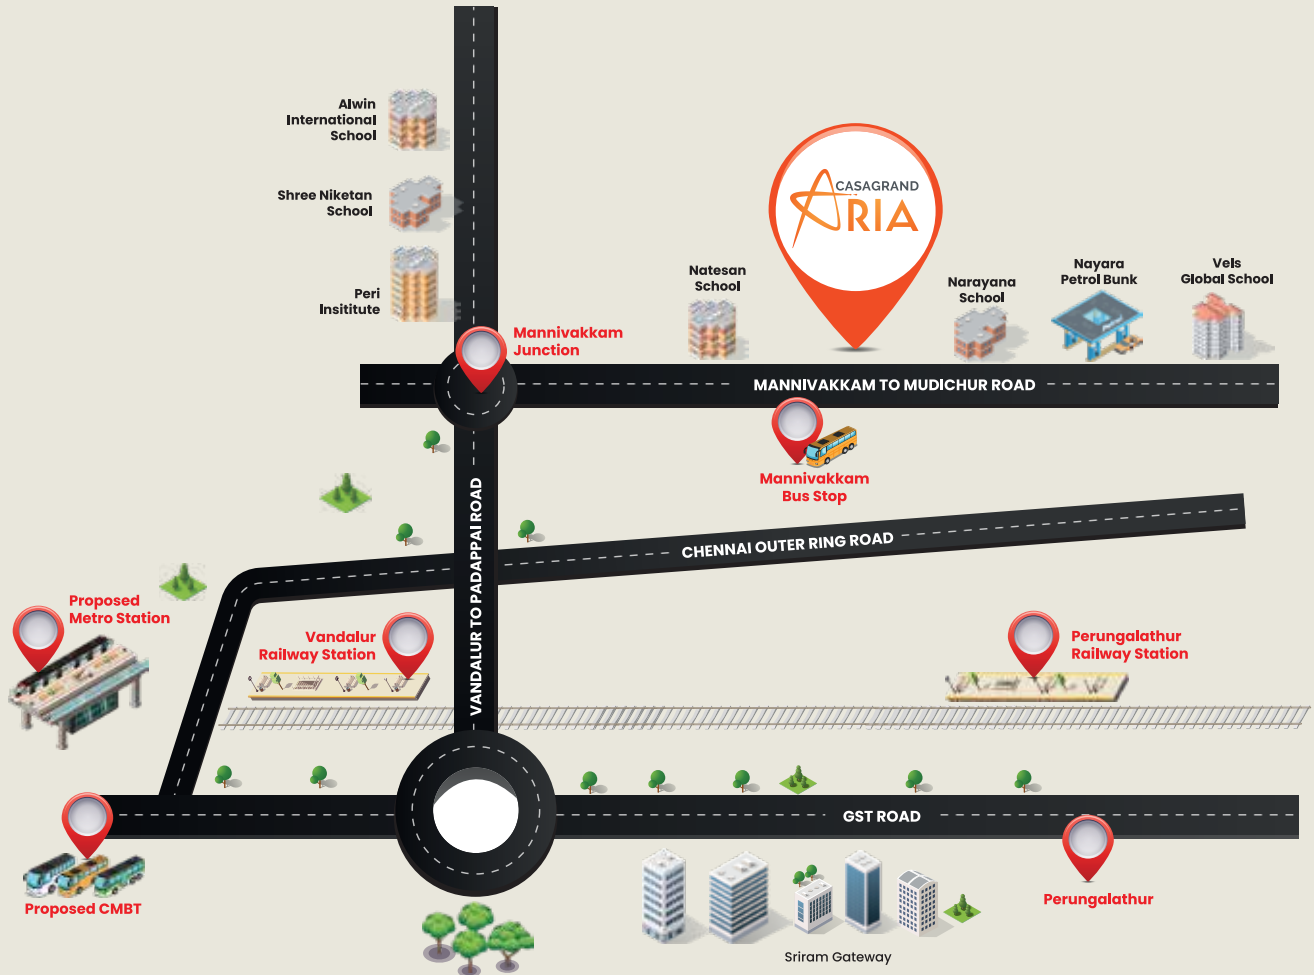 Alwin
International
School
Shree Niketan
School
Peri
Insititute
Mannivakkam
Junction
CASAGRAND
ARIA
Natesan
School
Narayana
School
Nayara
Petrol Bunk
Vels
Global School
MANNIVAKKAM TO MUDICHUR ROAD
Mannivakkam
Bus Stop
CHENNAI OUTER RING ROAD
VANDALUR TO PADAPPAI ROAD
Proposed
Metro Station
Vandalur
Railway Station
Perungalathur
Railway Station
GST ROAD
Proposed CMBT
Perungalathur
Sriram Gateway